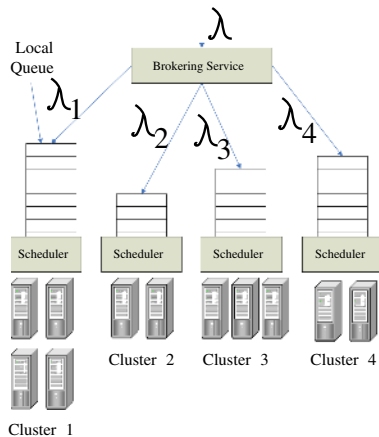 λ
Local
Queue
Brokering Service
λ1
λ2
λ3
λ4
Scheduler
Scheduler
Scheduler
Scheduler
Cluster 2
Cluster 3
Cluster 4
Cluster 1